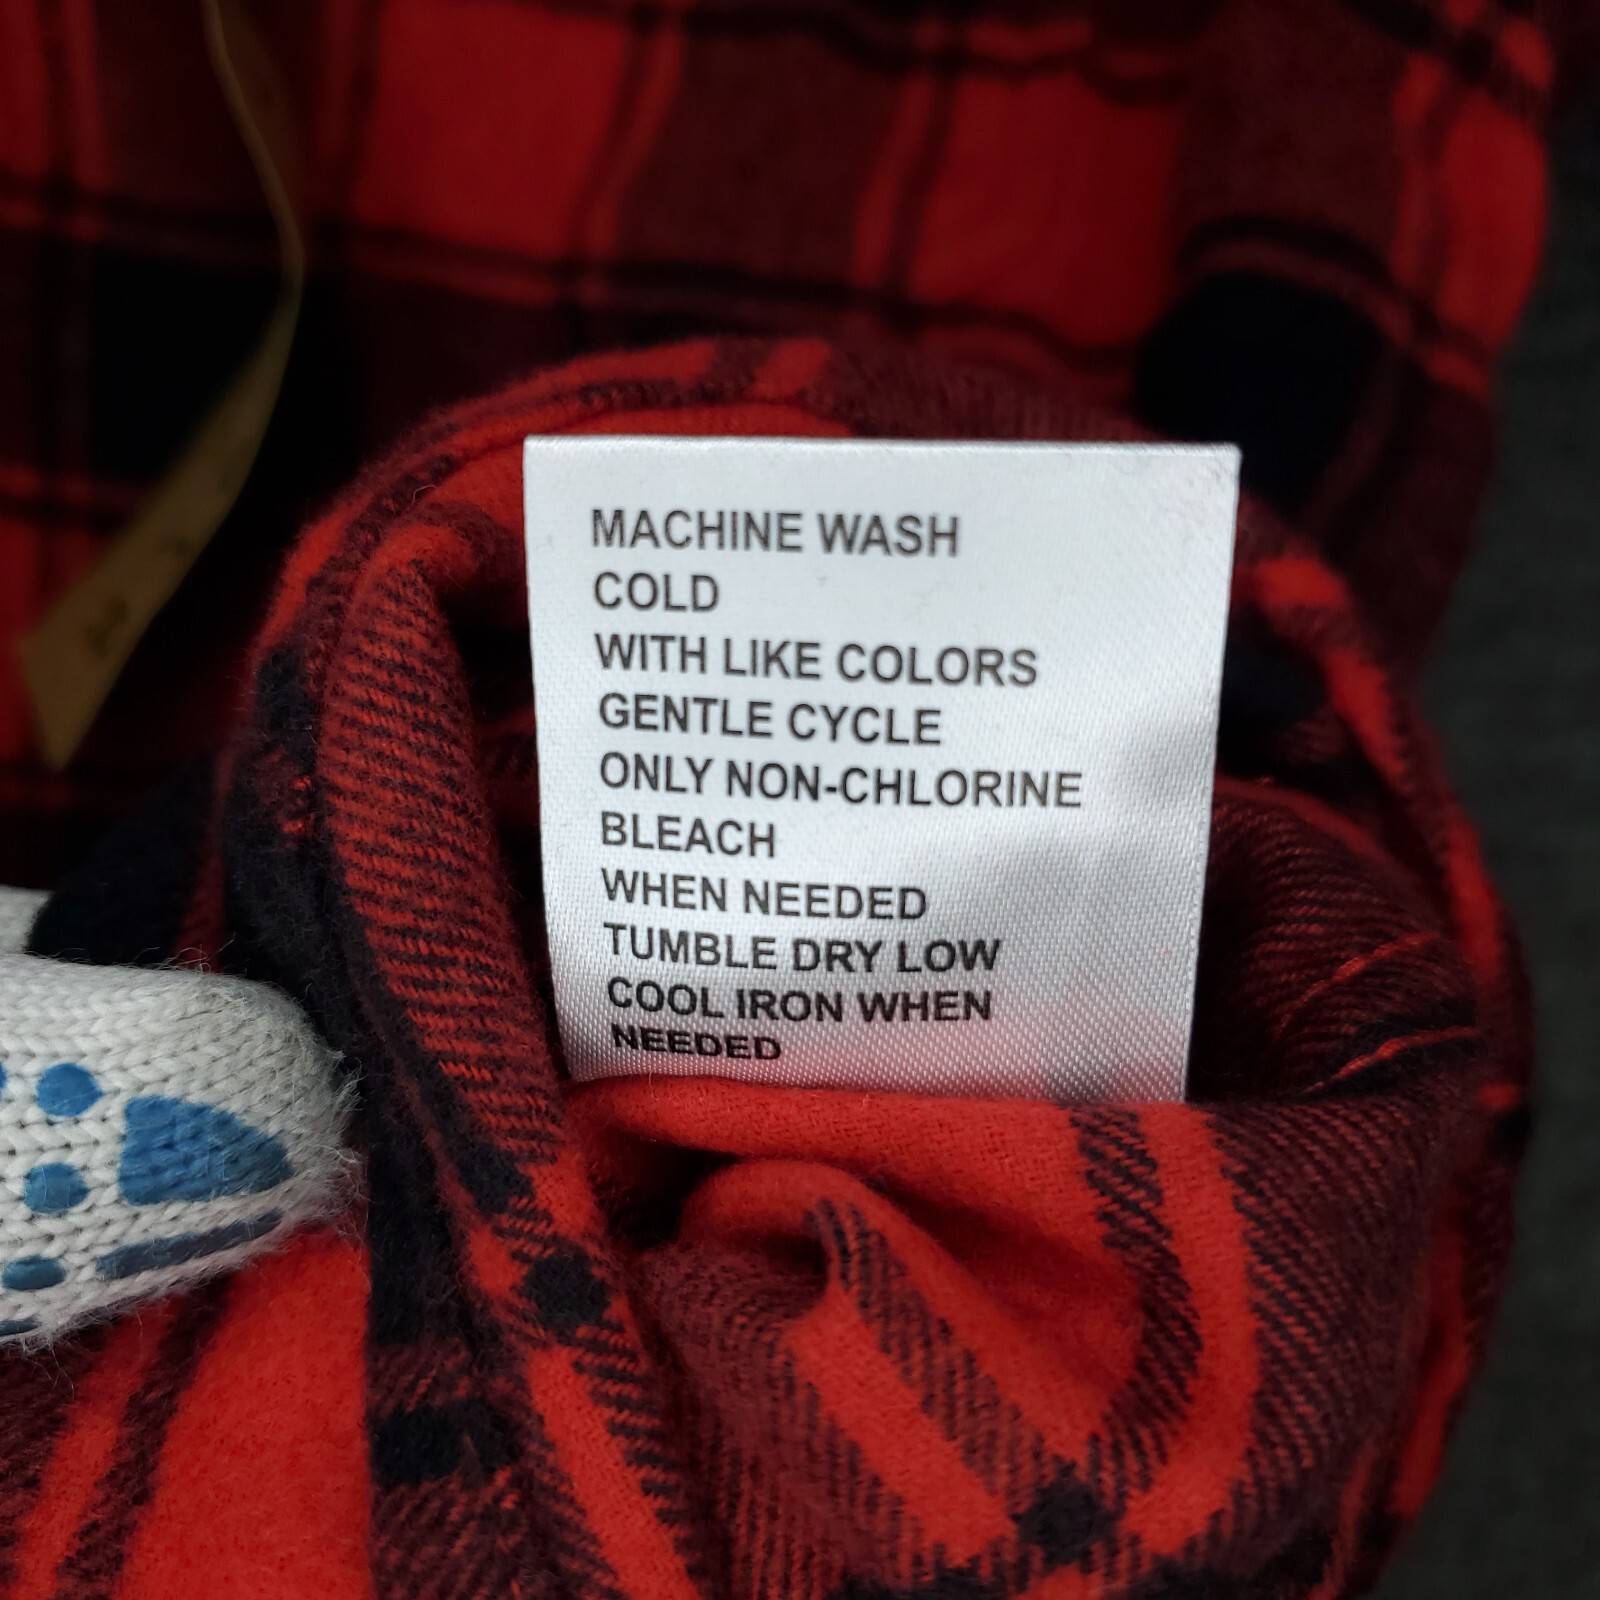 MACHINE WASH
COLD
WITH LIKE COLORS
GENTLE CYCLE
ONLY NON-CHLORINE
BLEACH
WHEN NEEDED
TUMBLE DRY LOW
COOL IRON WHEN
NEEDED